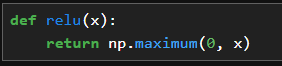 def relu(x):
    return np.maximum(0, x)